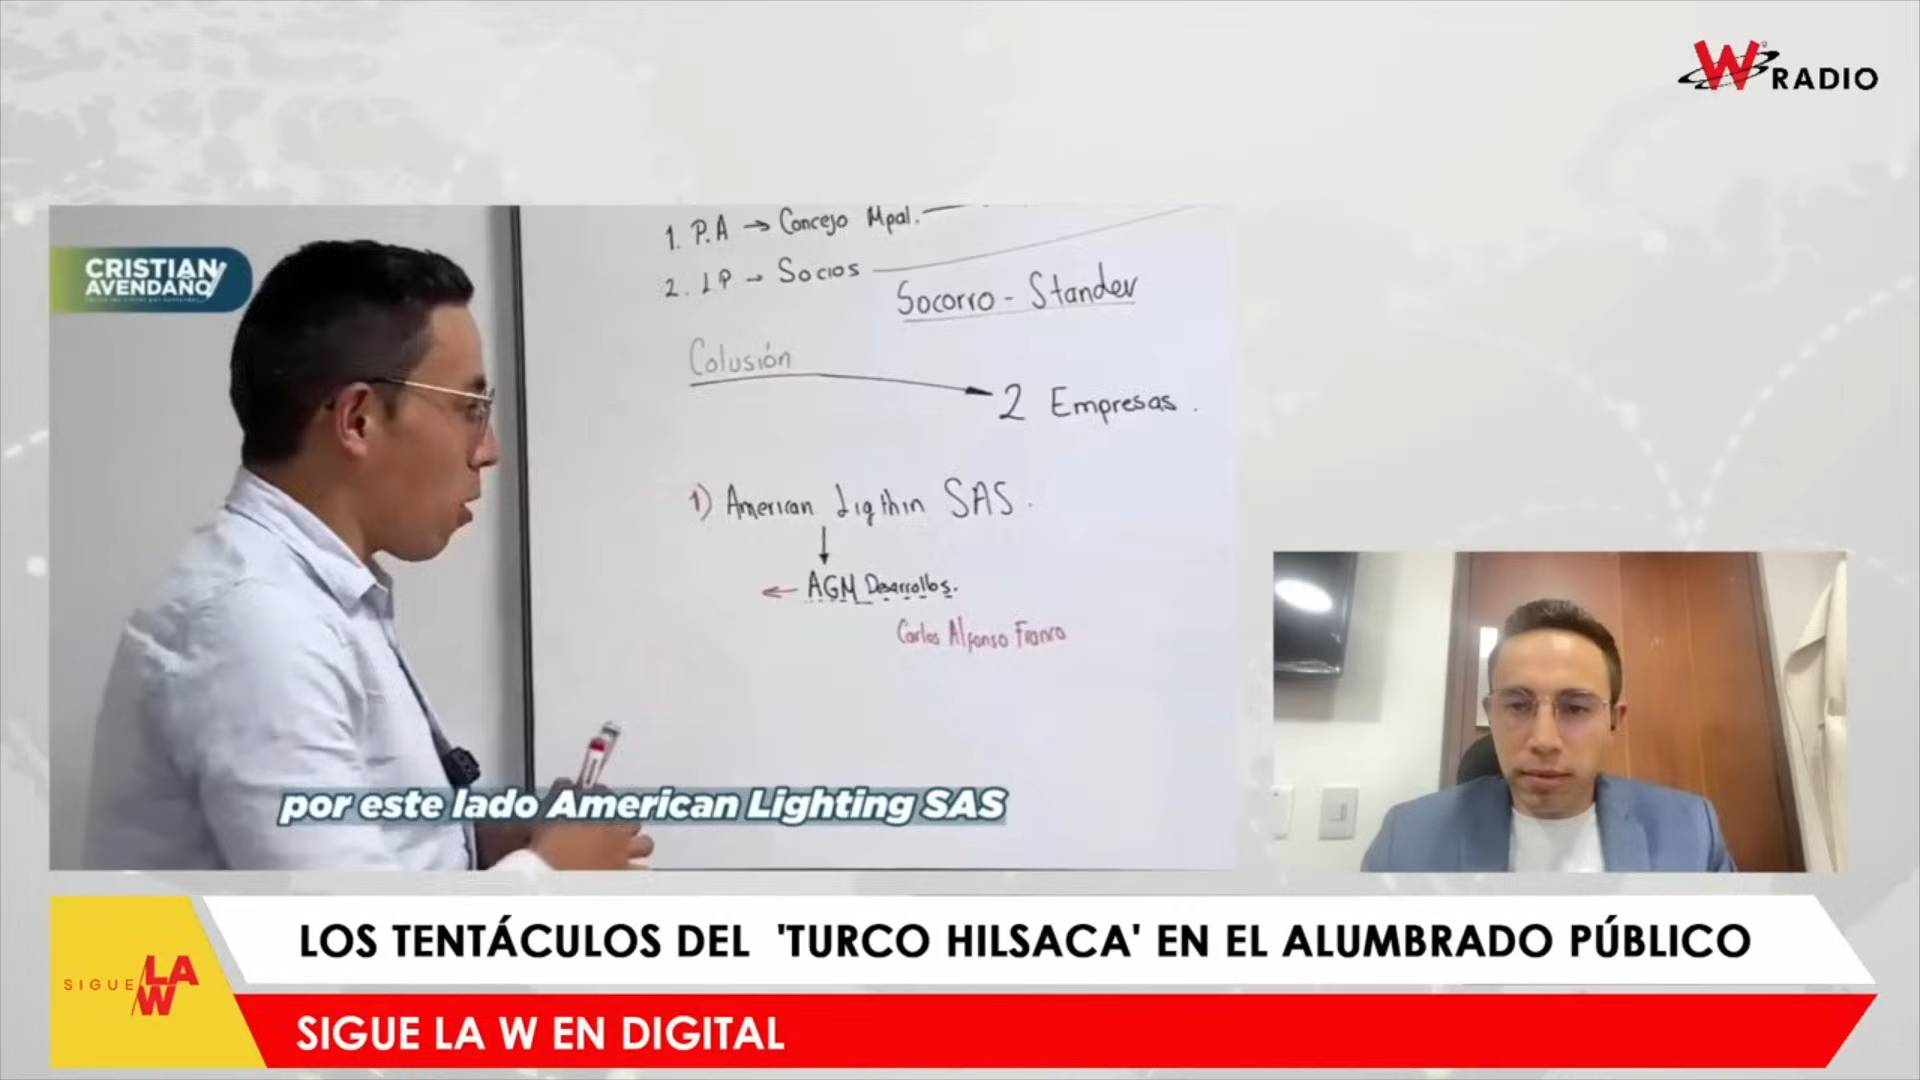 W RADIO
CRISTIAN
AVENDAÑO
1. P.A → Concejo Mpal.
2. IP → Socios
Socorro - Stander
Colusión
2 Empresas.
1) American Ligthin SAS.
AGM Desarrollos.
Carlos Alfonso Franco
por este lado American Lighting SAS
LOS TENTÁCULOS DEL 'TURCO HILSACA' EN EL ALUMBRADO PÚBLICO
SIGUE LA W
SIGUE LA W EN DIGITAL